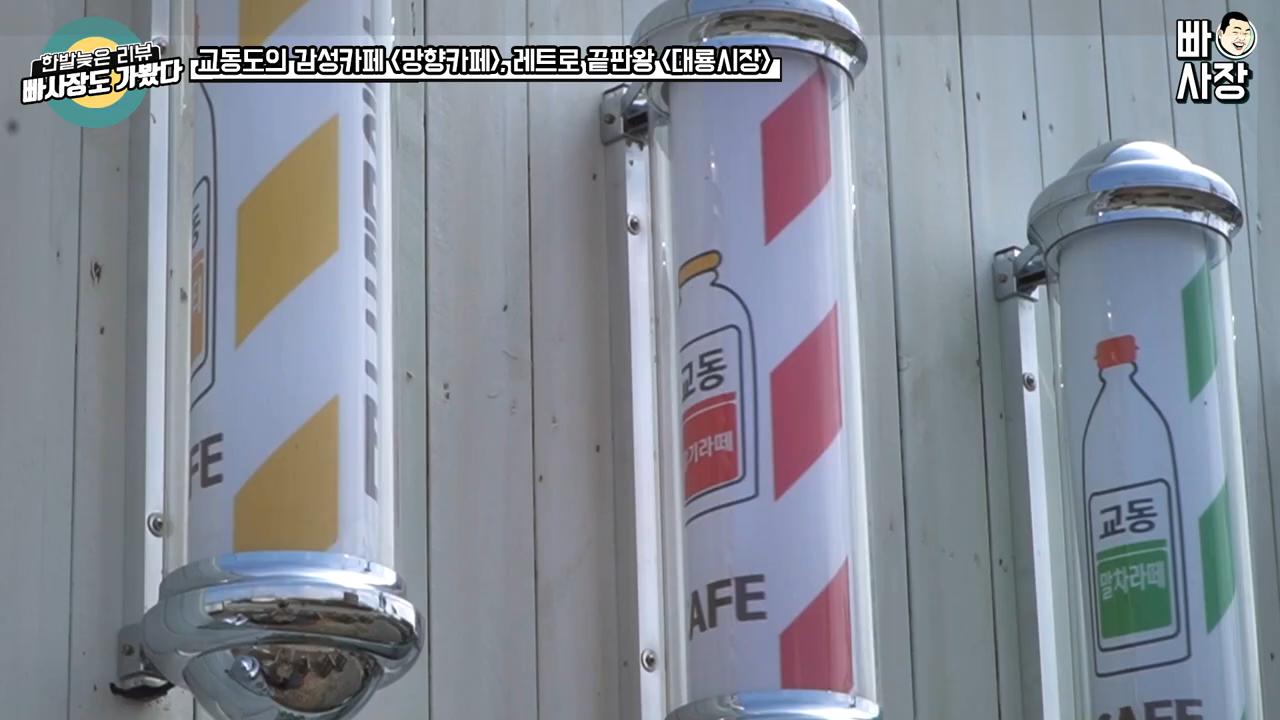 한발늦은 리뷰
빠사장도 가봤다
교동도의 감성카페 <망향카페>, 레트로 끝판왕 <대룡시장>
빠
사장
FE
교동
기라떼
AFE
교동
말차라떼
AFE